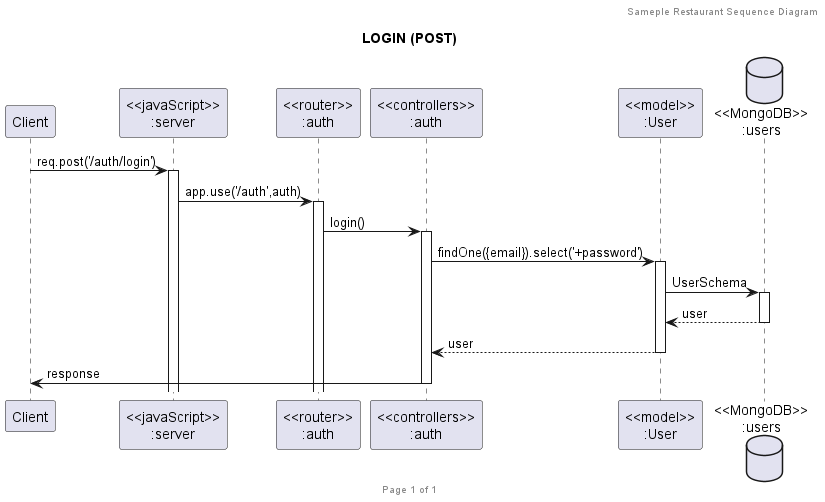 Sameple Restaurant Sequence Diagram
LOGIN (POST)
Client
<<javaScript>>
:server
<<router>>
:auth
<<controllers>>
:auth
<<model>>
:User
<<MongoDB>>
:users
req.post('/auth/login')
app.use('/auth',auth)
login()
findOne({email}).select('+password')
UserSchema
user
user
response
Client
<<javaScript>>
:server
<<router>>
:auth
<<controllers>>
:auth
<<model>>
:User
<<MongoDB>>
:users
Page 1 of 1